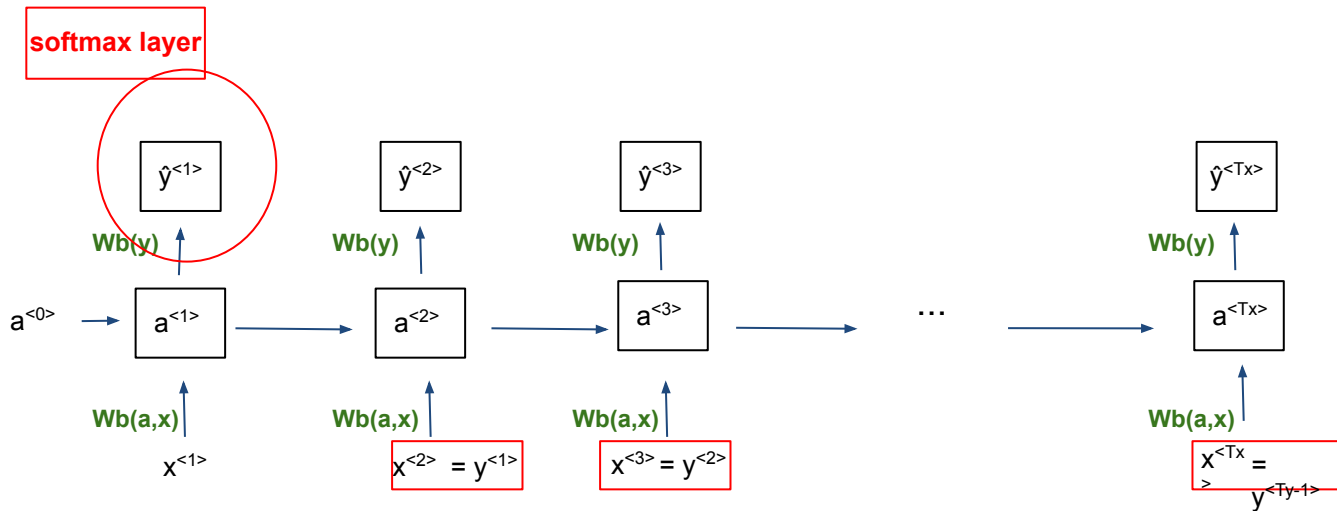 softmax layer
ŷ<1> ŷ<2> ŷ<3> ŷ<Tx>
Wb(y) Wb(y) Wb(y) Wb(y)
a<0> a<1> a<2> a<3> ... a<Tx>
Wb(a,x) Wb(a,x) Wb(a,x) Wb(a,x)
x<1> x<2> = y<1> x<3> = y<2> x<Tx =
> y<Ty-1>